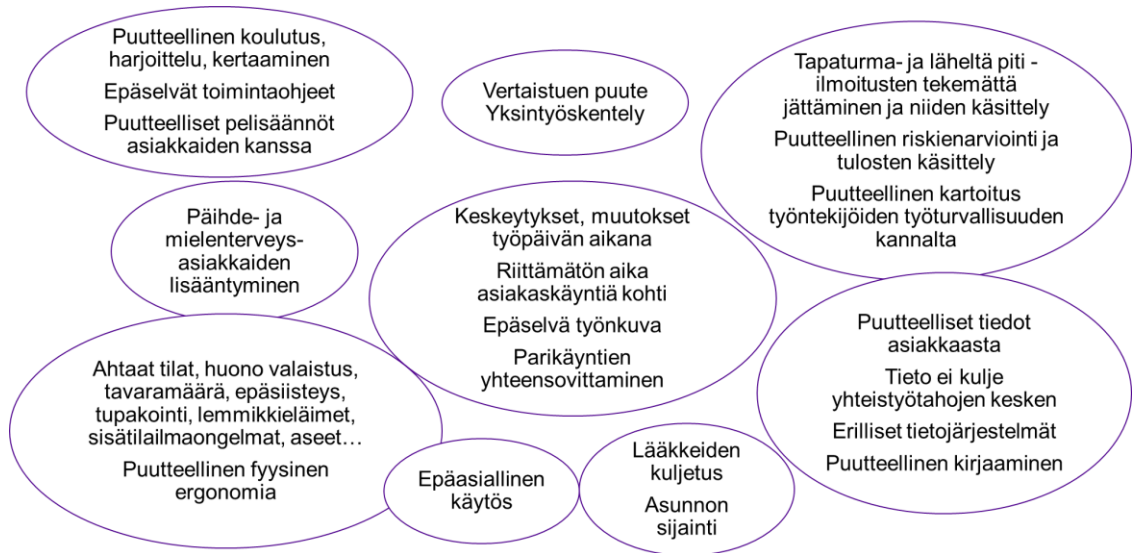 Puutteellinen koulutus,
harjoittelu, kertaaminen
Epäselvät toimintaohjeet
Puutteelliset pelisäännöt
asiakkaiden kanssa
Vertaistuen puute
Yksintyöskentely
Tapaturma- ja läheltä piti -
ilmoitusten tekemättä
jättäminen ja niiden käsittely
Puutteellinen riskienarviointi ja
tulosten käsittely
Puutteellinen kartoitus
työntekijöiden työturvallisuuden
kannalta
Päihde- ja
mielenterveys-
asiakkaiden
lisääntyminen
Keskeytykset, muutokset
työpäivän aikana
Riittämätön aika
asiakaskäyntiä kohti
Epäselvä työnkuva
Parikäyntien
yhteensovittaminen
Puutteelliset tiedot
asiakkaasta
Tieto ei kulje
yhteistyötahojen kesken
Erilliset tietojärjestelmät
Puutteellinen kirjaaminen
Ahtaat tilat, huono valaistus,
tavaramäärä, epäsiisteys,
tupakointi, lemmikkieläimet,
sisätilailmaongelmat, aseet…
Puutteellinen fyysinen
ergonomia
Epäasiallinen
käytös
Lääkkeiden
kuljetus
Asunnon
sijainti